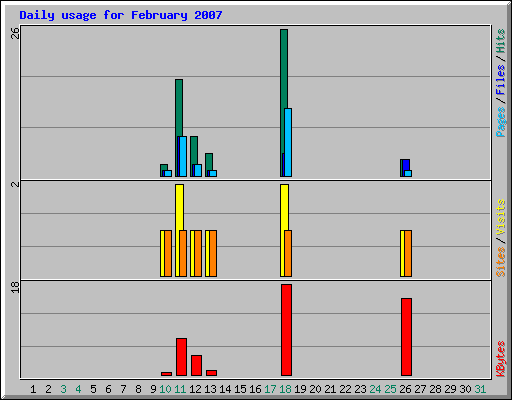 Daily usage for February 2007
26
Pages / Files / Hits
2
Sites / Visits
18
KBytes
1 2 3 4 5 6 7 8 9 10 11 12 13 14 15 16 17 18 19 20 21 22 23 24 25 26 27 28 29 30 31